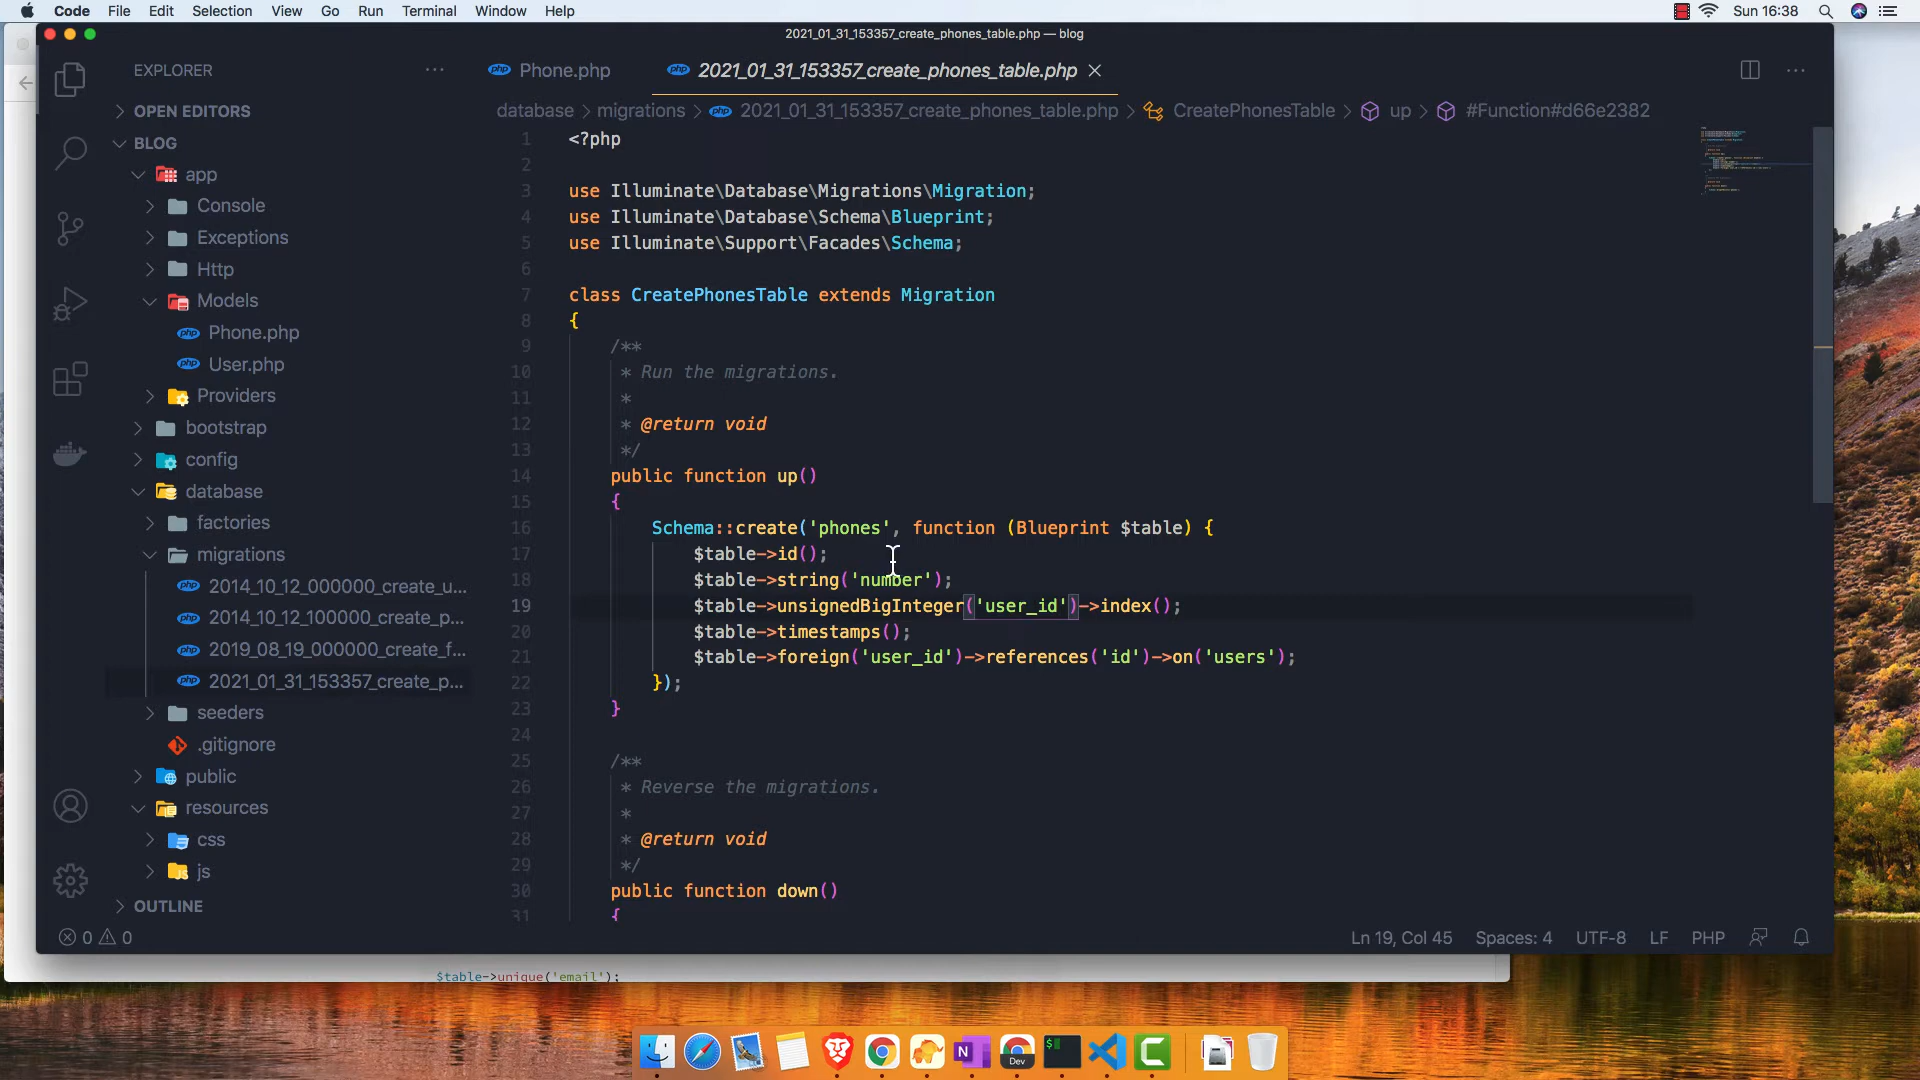 Code File Edit Selection View Go Run Terminal Window Help
Sun 16:38
2021_01_31_153357_create_phones_table.php — blog
EXPLORER
Phone.php
2021_01_31_153357_create_phones_table.php
OPEN EDITORS
database > migrations > 2021_01_31_153357_create_phones_table.php > CreatePhonesTable > up > #Function#d66e2382
BLOG
app
Console
Exceptions
Http
Models
Phone.php
User.php
Providers
bootstrap
config
database
factories
migrations
2014_10_12_000000_create_u...
2014_10_12_100000_create_p...
2019_08_19_000000_create_f...
2021_01_31_153357_create_p...
seeders
.gitignore
public
resources
css
js
OUTLINE
1 <?php
2
3 use Illuminate\Database\Migrations\Migration;
4 use Illuminate\Database\Schema\Blueprint;
5 use Illuminate\Support\Facades\Schema;
6
7 class CreatePhonesTable extends Migration
8 {
9 /**
10 * Run the migrations.
11 *
12 * @return void
13 */
14 public function up()
15 {
16 Schema::create('phones', function (Blueprint $table) {
17 $table->id();
18 $table->string('number');
19 $table->unsignedBigInteger('user_id')->index();
20 $table->timestamps();
21 $table->foreign('user_id')->references('id')->on('users');
22 });
23 }
24
25 /**
26 * Reverse the migrations.
27 *
28 * @return void
29 */
30 public function down()
31 {
0 0
Ln 19, Col 45 Spaces: 4 UTF-8 LF PHP
$table->unique('email');
N
Dev
$